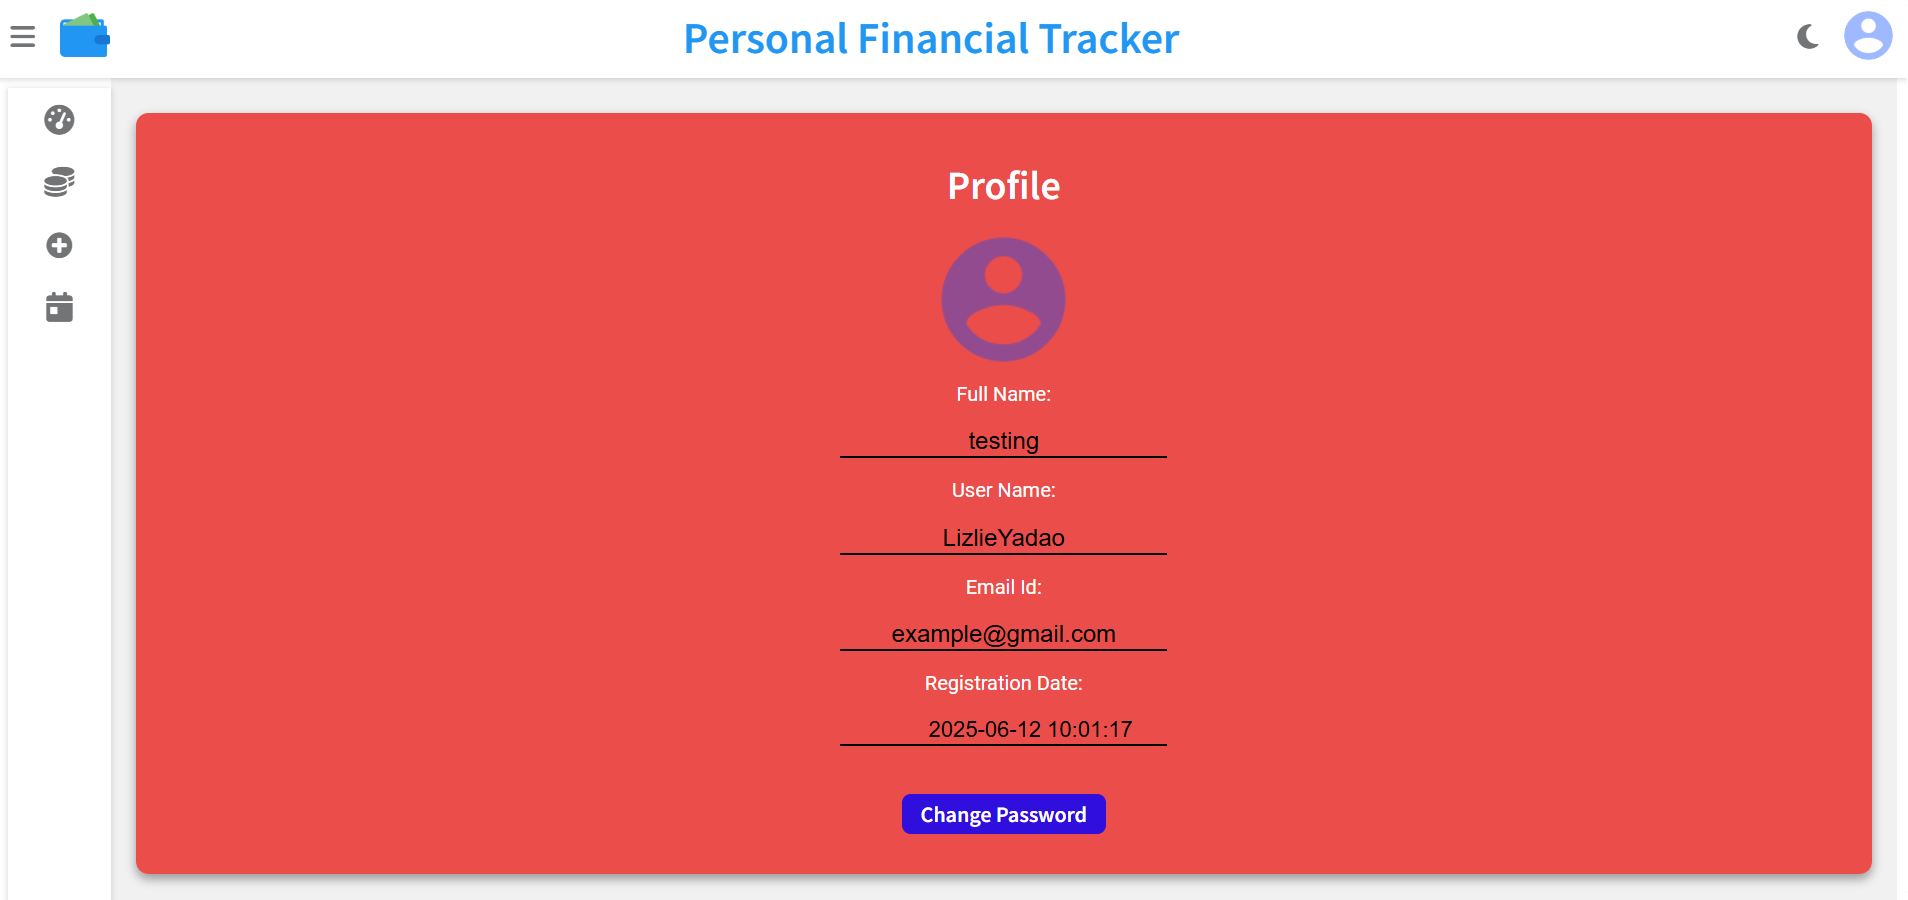 Personal Financial Tracker
Profile
Full Name:
testing
User Name:
LizlieYadao
Email Id:
example@gmail.com
Registration Date:
2025-06-12 10:01:17
Change Password